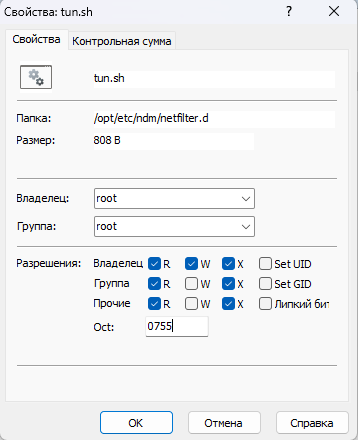 Свойства: tun.sh
?
Свойства
Контрольная сумма
tun.sh
Папка: /opt/etc/ndm/netfilter.d
Размер: 808 B
Владелец: root
Группа: root
Разрешения: Владелец R W X Set UID
Группа R W X Set GID
Прочие R W X Липкий бит
Oct: 0755
OK Отмена Справка